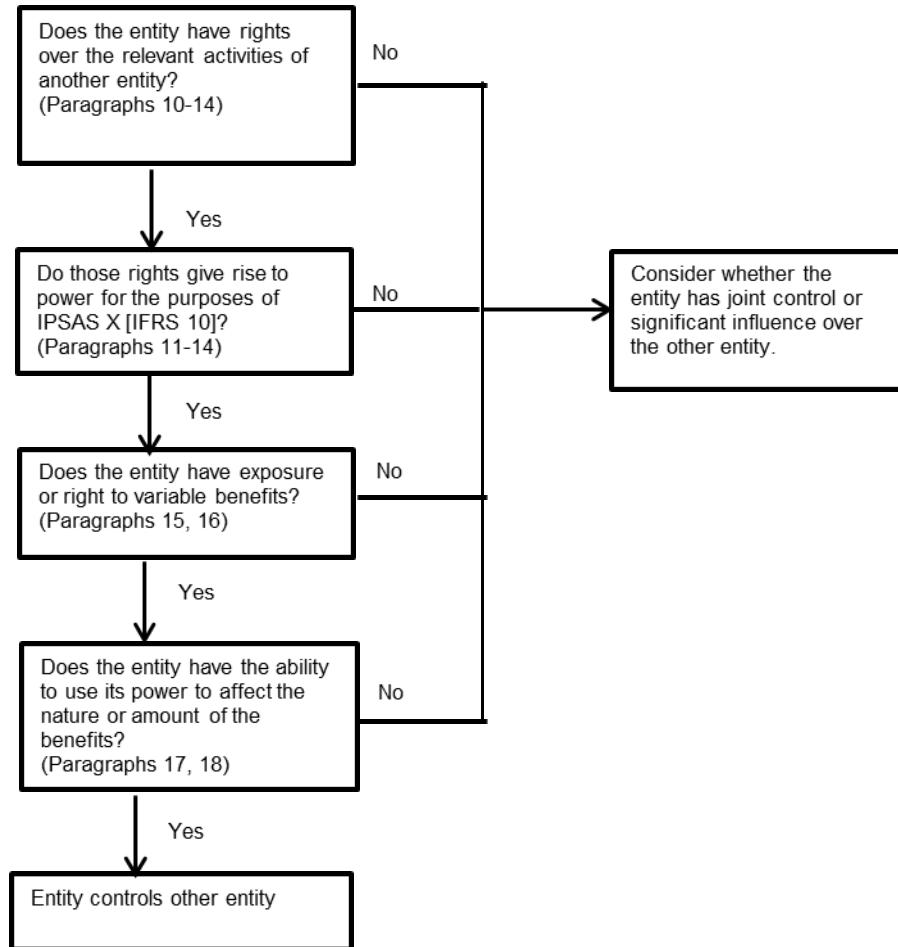 Does the entity have rights
over the relevant activities of
another entity?
(Paragraphs 10-14)
No
Yes
Do those rights give rise to
power for the purposes of
IPSAS X [IFRS 10]?
(Paragraphs 11-14)
No
Consider whether the
entity has joint control or
significant influence over
the other entity.
Yes
Does the entity have exposure
or right to variable benefits?
(Paragraphs 15, 16)
No
Yes
Does the entity have the ability
to use its power to affect the
nature or amount of the
benefits?
(Paragraphs 17, 18)
No
Yes
Entity controls other entity